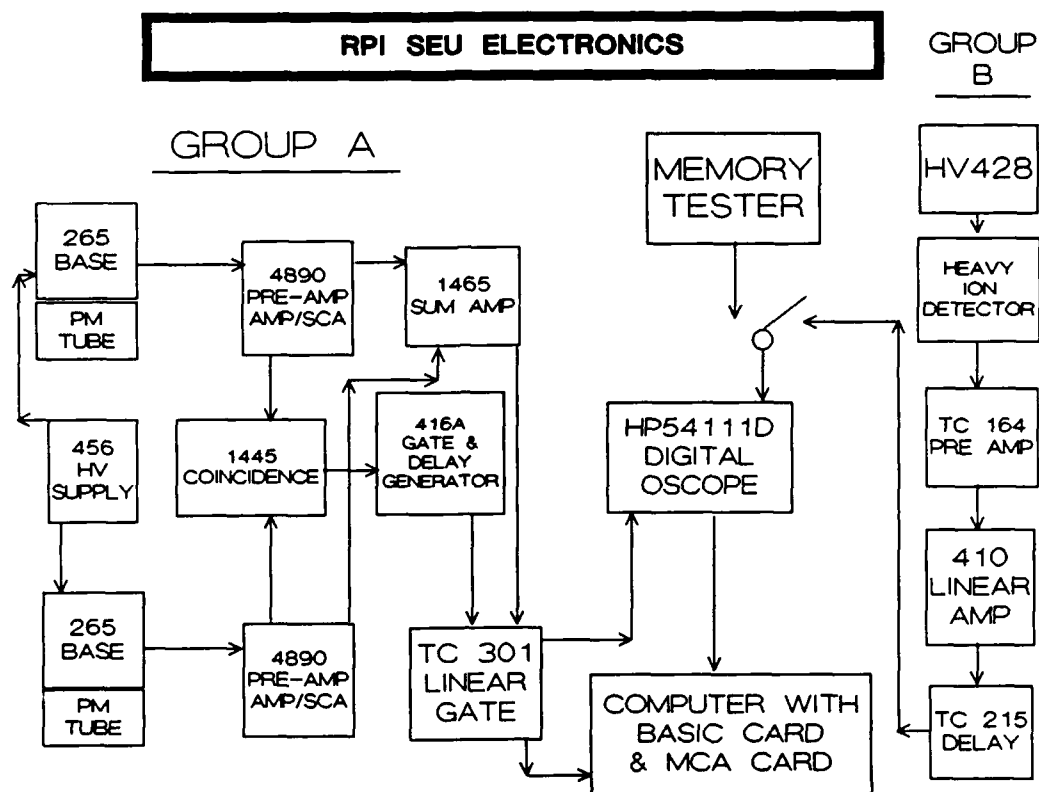 RPI SEU ELECTRONICS
GROUP
B
GROUP A
265
BASE
PM
TUBE
4890
PRE-AMP
AMP/SCA
1465
SUM AMP
MEMORY
TESTER
HV428
HEAVY
ION
DETECTOR
456
HV
SUPPLY
1445
COINCIDENCE
416A
GATE &
DELAY
GENERATOR
HP54111D
DIGITAL
OSCOPE
TC 164
PRE AMP
265
BASE
PM
TUBE
4890
PRE-AMP
AMP/SCA
TC 301
LINEAR
GATE
COMPUTER WITH
BASIC CARD
& MCA CARD
410
LINEAR
AMP
TC 215
DELAY